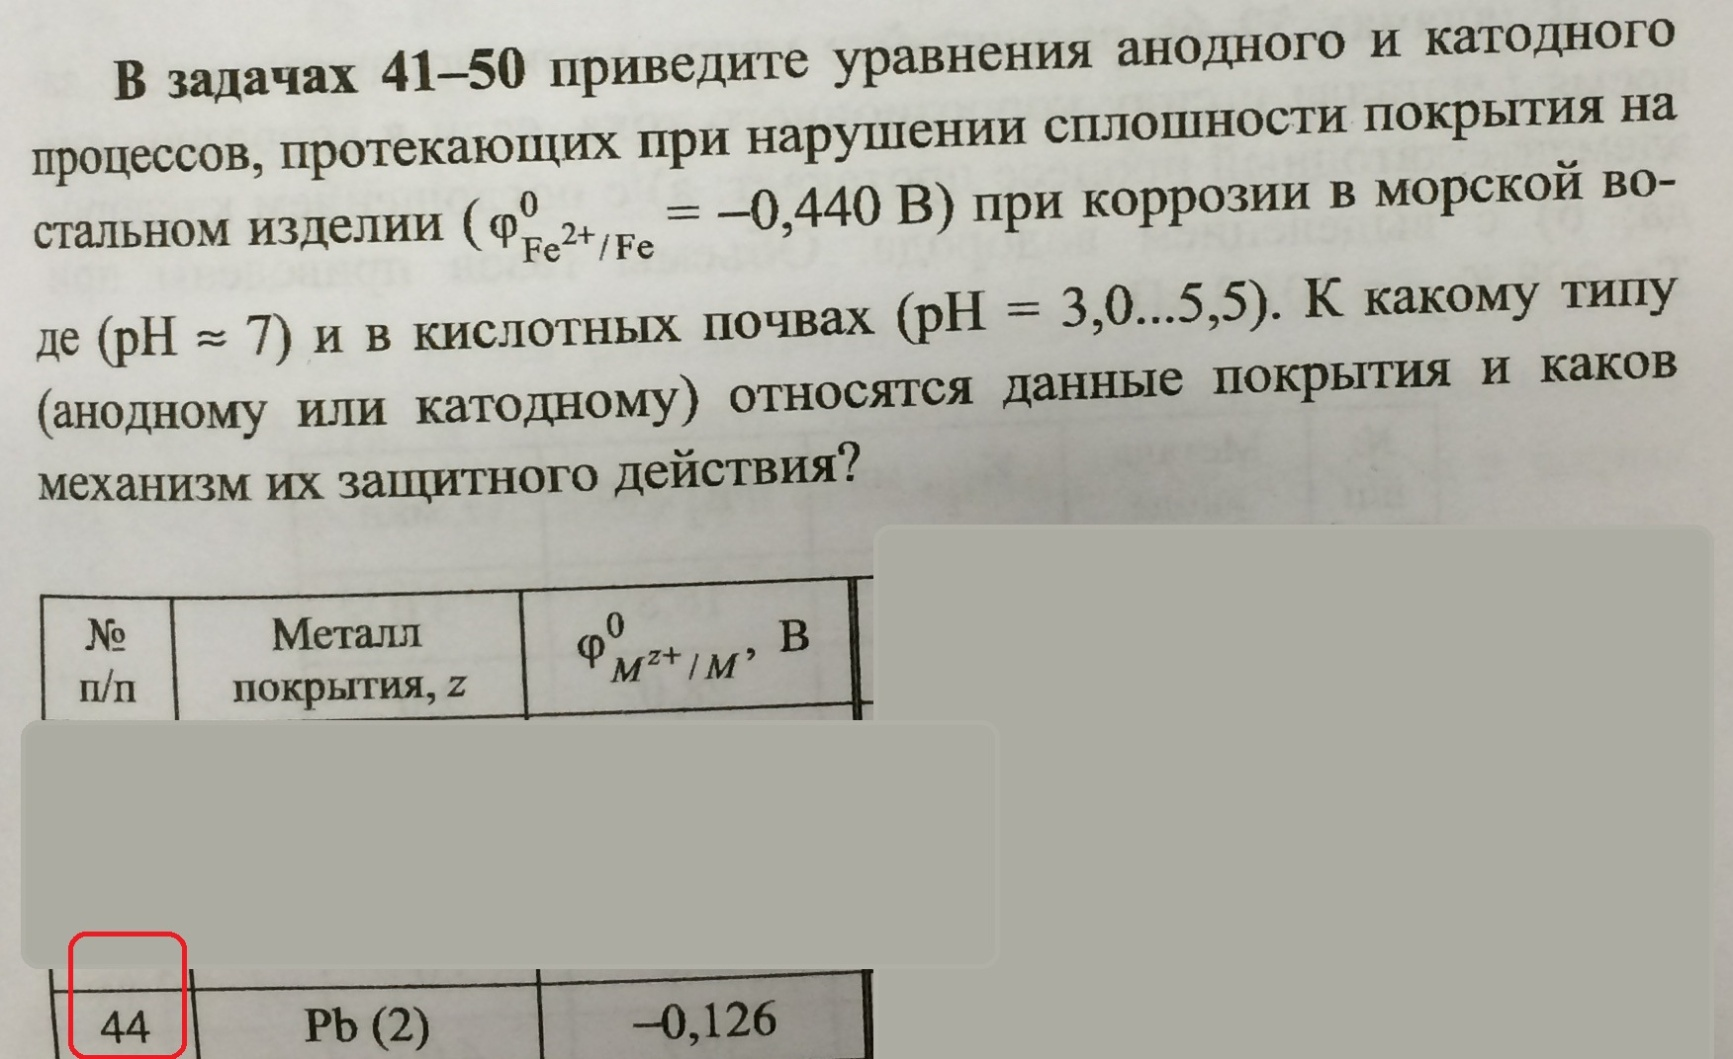 В задачах 41–50 приведите уравнения анодного и катодного
процессов, протекающих при нарушении сплошности покрытия на
стальном изделии (φ⁰Fe²⁺/Fe = –0,440 В) при коррозии в морской во-
де (pH ≈ 7) и в кислотных почвах (pH = 3,0...5,5). К какому типу
(анодному или катодному) относятся данные покрытия и каков
механизм их защитного действия?
№ п/п Металл покрытия, z φ⁰Mᶻ⁺/M, В
44 Pb (2) –0,126